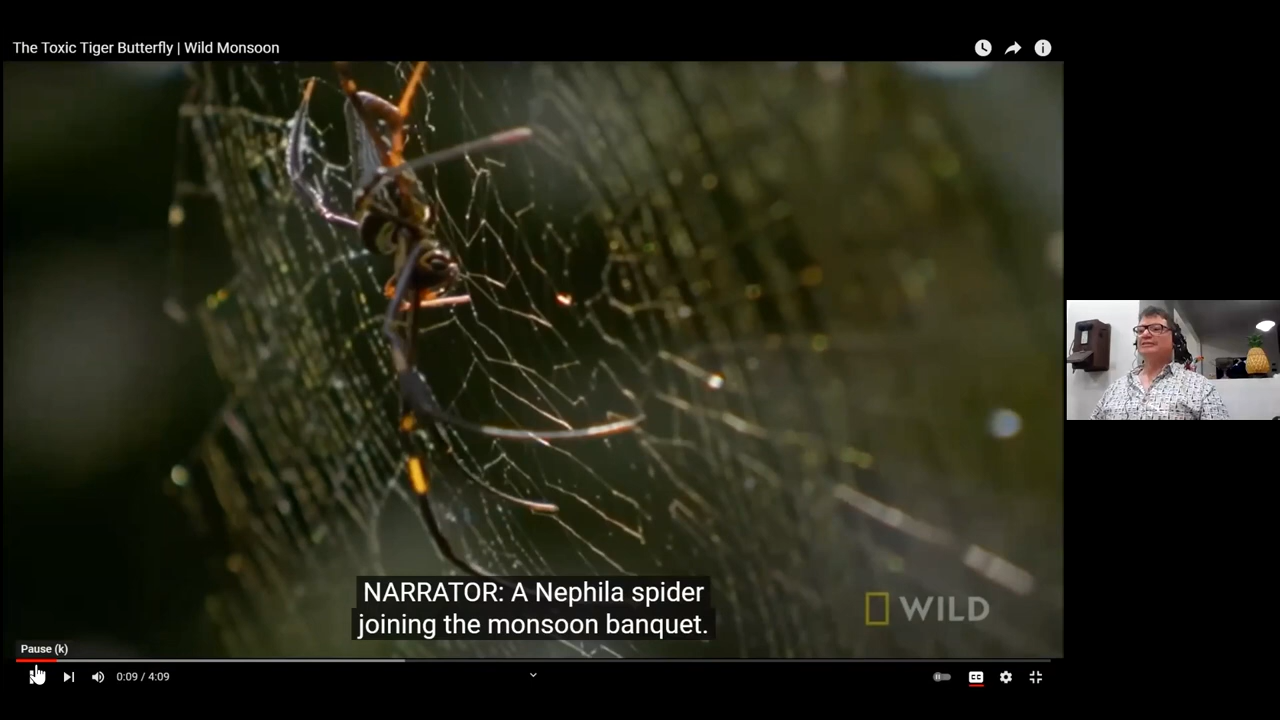 The Toxic Tiger Butterfly | Wild Monsoon
NARRATOR: A Nephila spider
joining the monsoon banquet.
WILD
Pause (k)
0:09 / 4:09
CC